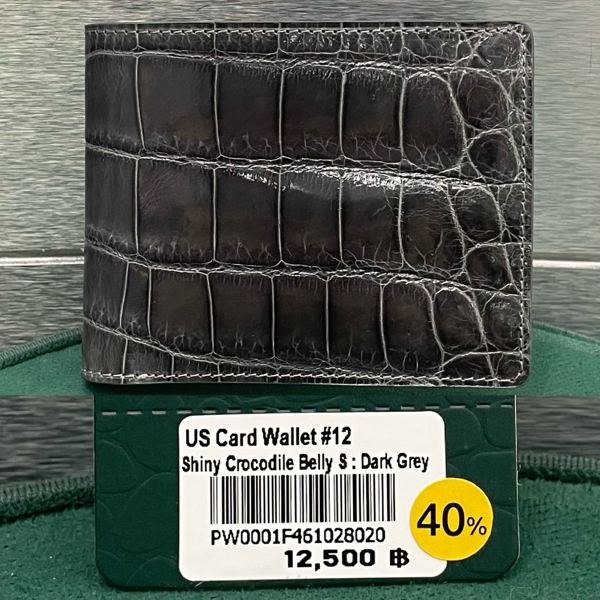 US Card Wallet #12
Shiny Crocodile Belly S : Dark Grey
PW0001F461028020
40%
12,500 ฿